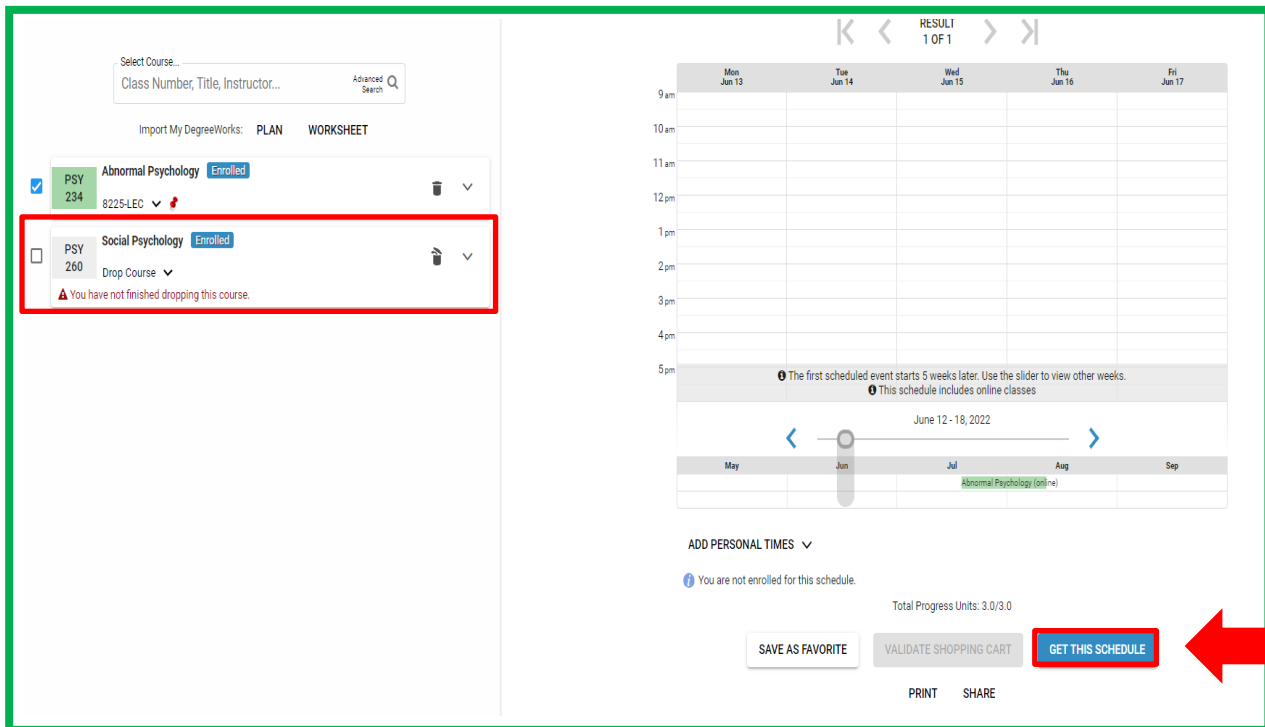 Select Course...
Class Number, Title, Instructor...
Advanced
Search
Import My DegreeWorks: PLAN WORKSHEET
PSY
234
Abnormal Psychology Enrolled
8225-LEC
PSY
260
Social Psychology Enrolled
Drop Course
You have not finished dropping this course.
RESULT
1 OF 1
Mon Tue Wed Thu Fri
Jun 13 Jun 14 Jun 15 Jun 16 Jun 17
9 am
10 am
11 am
12 pm
1 pm
2 pm
3 pm
4 pm
5 pm
The first scheduled event starts 5 weeks later. Use the slider to view other weeks.
This schedule includes online classes
June 12 - 18, 2022
May Jun Jul Aug Sep
Abnormal Psychology (online)
ADD PERSONAL TIMES
You are not enrolled for this schedule.
Total Progress Units: 3.0/3.0
SAVE AS FAVORITE VALIDATE SHOPPING CART GET THIS SCHEDULE
PRINT SHARE